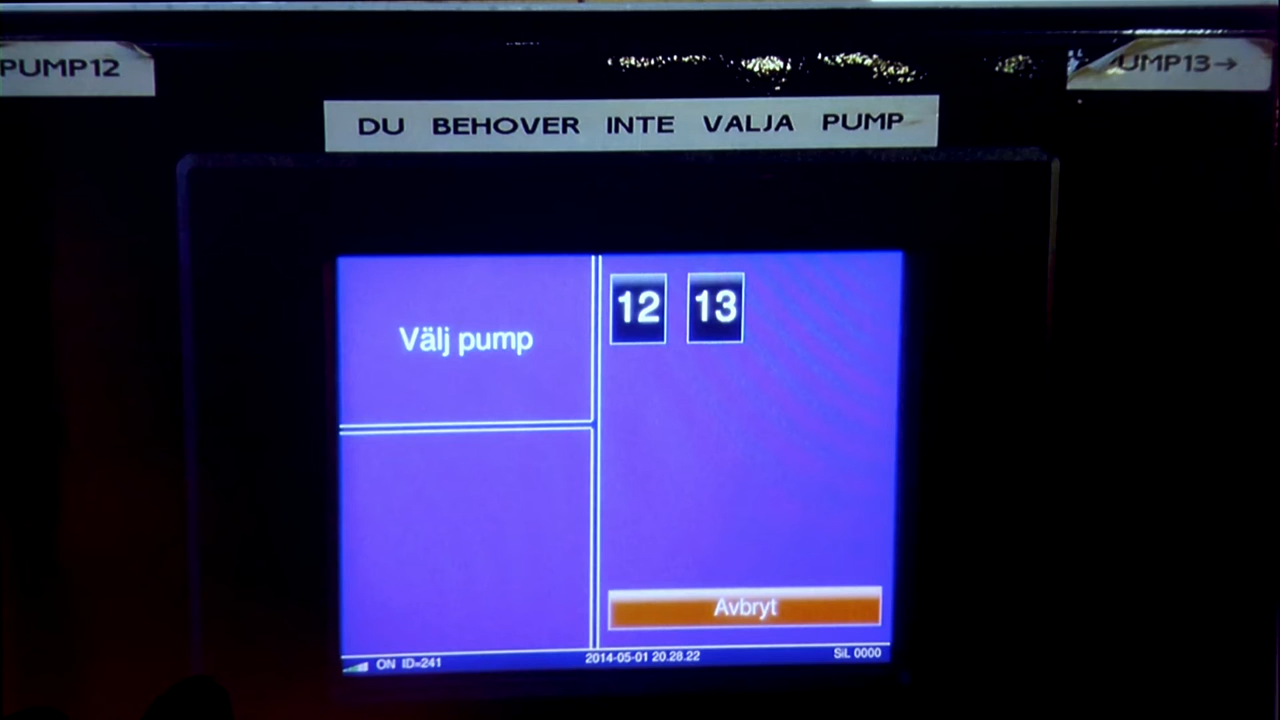 PUMP12
UMP13→
DU BEHOVER INTE VALJA PUMP
Välj pump
12 13
Avbryt
ON ID=241
2014-05-01 20.28.22
SiL 0000